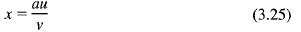 x = au/v (3.25)